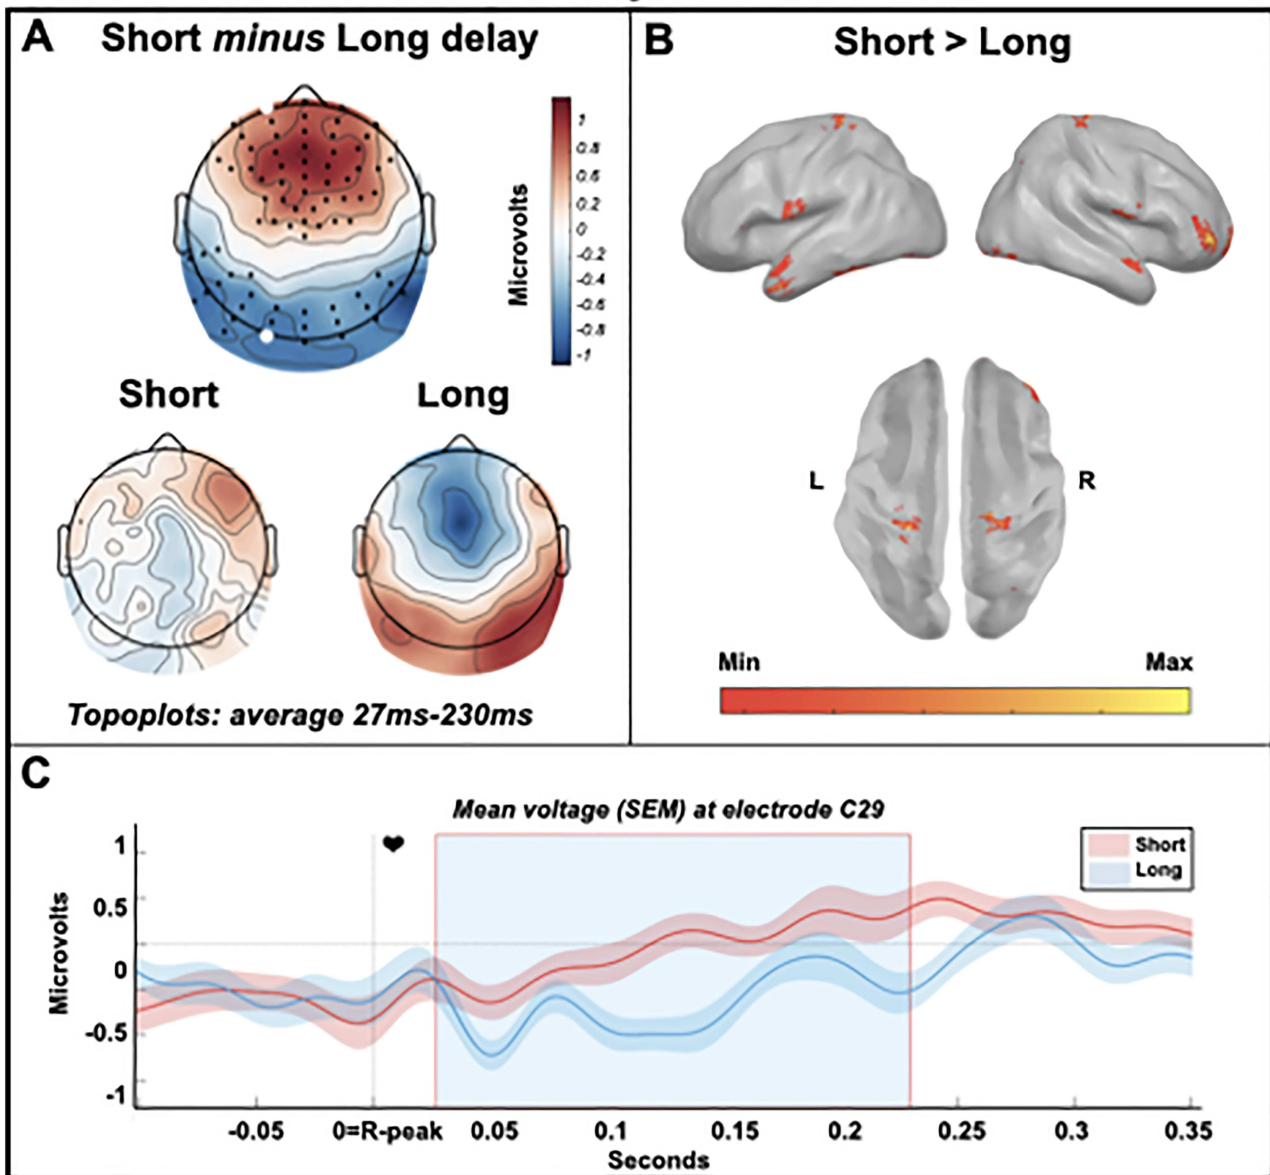 A Short minus Long delay
1
0.8
0.6
0.2
0
-0.2
-0.4
-0.6
-0.8
-1
Microvolts
Short Long
Topoplots: average 27ms-230ms
B Short > Long
L R
Min Max
C
Mean voltage (SEM) at electrode C29
Short
Long
Microvolts
1
0.5
0
-0.5
-1
-0.05 0=R-peak 0.05 0.1 0.15 0.2 0.25 0.3 0.35
Seconds